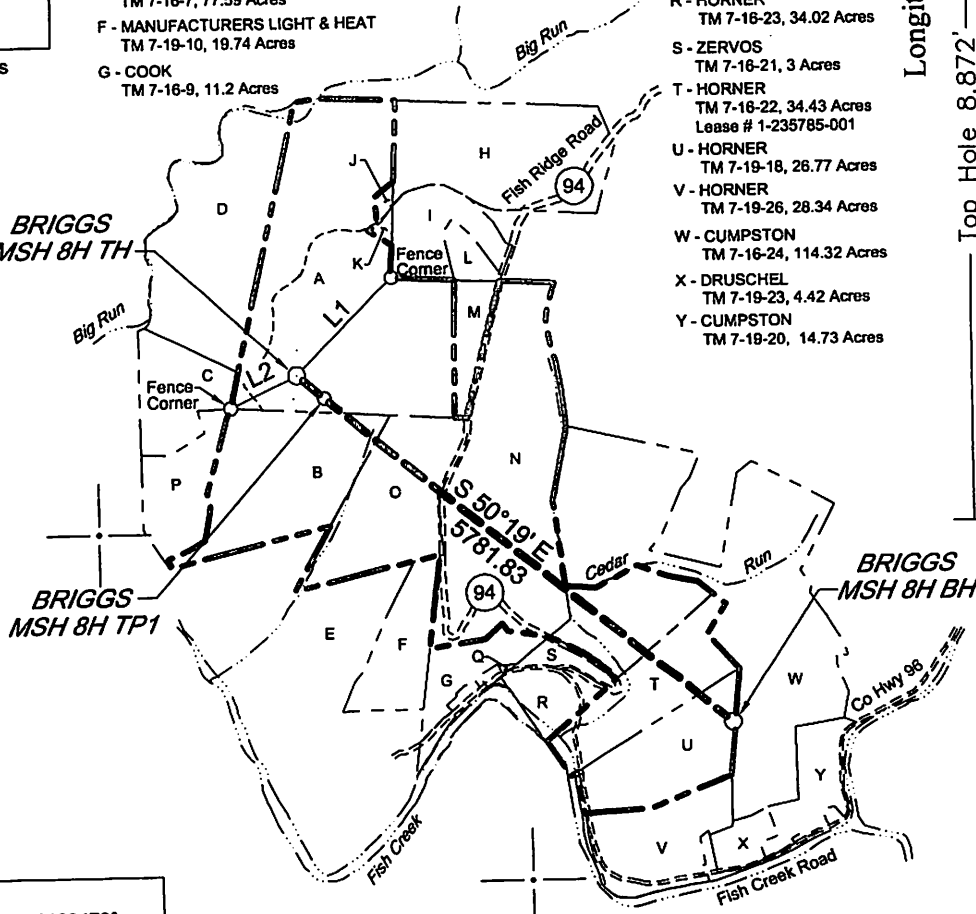 F - MANUFACTURERS LIGHT & HEAT
TM 7-19-10, 19.74 Acres
G - COOK
TM 7-16-9, 11.2 Acres
R - HORNER
TM 7-16-23, 34.02 Acres
S - ZERVOS
TM 7-16-21, 3 Acres
T - HORNER
TM 7-16-22, 34.43 Acres
Lease # 1-235785-001
U - HORNER
TM 7-19-18, 26.77 Acres
V - HORNER
TM 7-19-26, 28.34 Acres
W - CUMPSTON
TM 7-16-24, 114.32 Acres
X - DRUSCHEL
TM 7-19-23, 4.42 Acres
Y - CUMPSTON
TM 7-19-20, 14.73 Acres
Top Hole 8,872'
Big Run
Fish Ridge Road
94
H
J
D
I
BRIGGS
MSH 8H TH
K
A
Fence
Corner
L
L1
M
Big Run
C
L2
Fence
Corner
P
B
O
N
S 50°19' E
5781.83
Cedar
Run
BRIGGS
MSH 8H BH
BRIGGS
MSH 8H TP1
94
E
F
G
Q
S
R
T
W
U
Co Hwy 96
Y
V
X
Fish Creek
Fish Creek Road